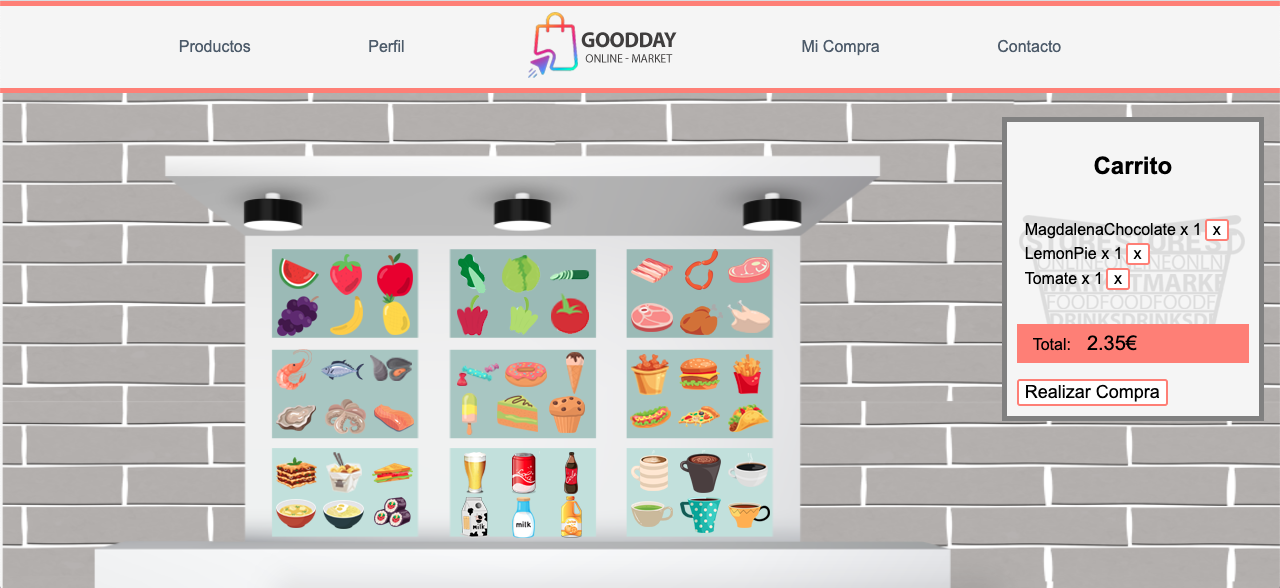 Productos
Perfil
GOODDAY
ONLINE - MARKET
Mi Compra
Contacto
Carrito
MagdalenaChocolate x 1 x
LemonPie x 1 x
Tomate x 1 x
Total: 2.35€
Realizar Compra
milk